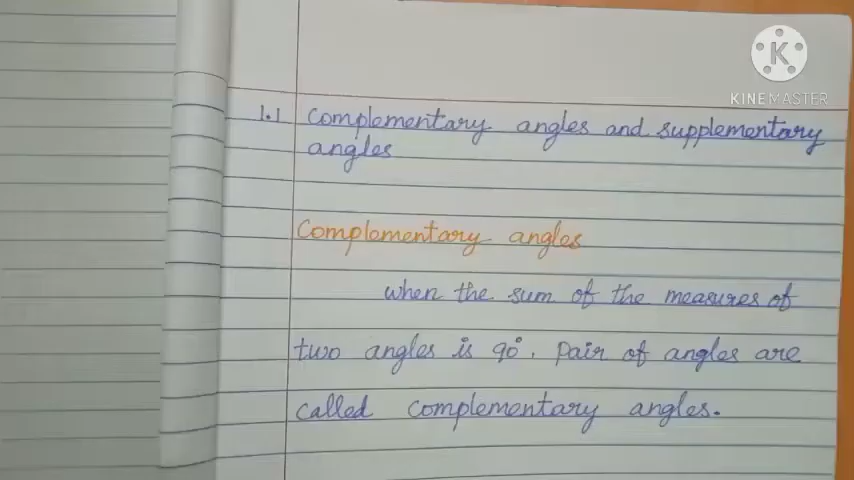 K
KINEMASTER
1.1 Complementary angles and supplementary
angles
Complementary angles
when the sum of the measures of
two angles is 90°. Pair of angles are
called complementary angles.